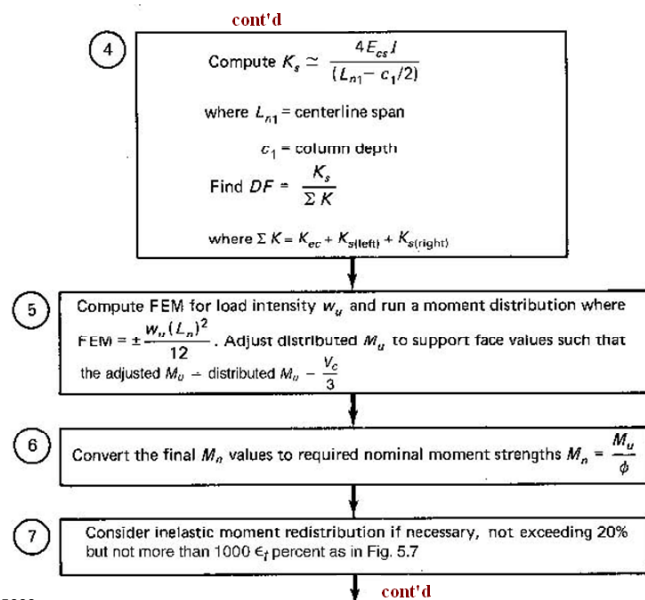 cont'd
4
Compute K_s ≃ 4E_cs I / (L_n1 − c_1/2)
where L_n1 = centerline span
c_1 = column depth
Find DF = K_s / Σ K
where Σ K = K_ec + K_s(left) + K_s(right)
5
Compute FEM for load intensity w_u and run a moment distribution where
FEM = ± w_u (L_n)² / 12 . Adjust distributed M_u to support face values such that
the adjusted M_u = distributed M_u − V_c / 3
6
Convert the final M_n values to required nominal moment strengths M_n = M_u / ϕ
7
Consider inelastic moment redistribution if necessary, not exceeding 20%
but not more than 1000 ϵ_t percent as in Fig. 5.7
cont'd